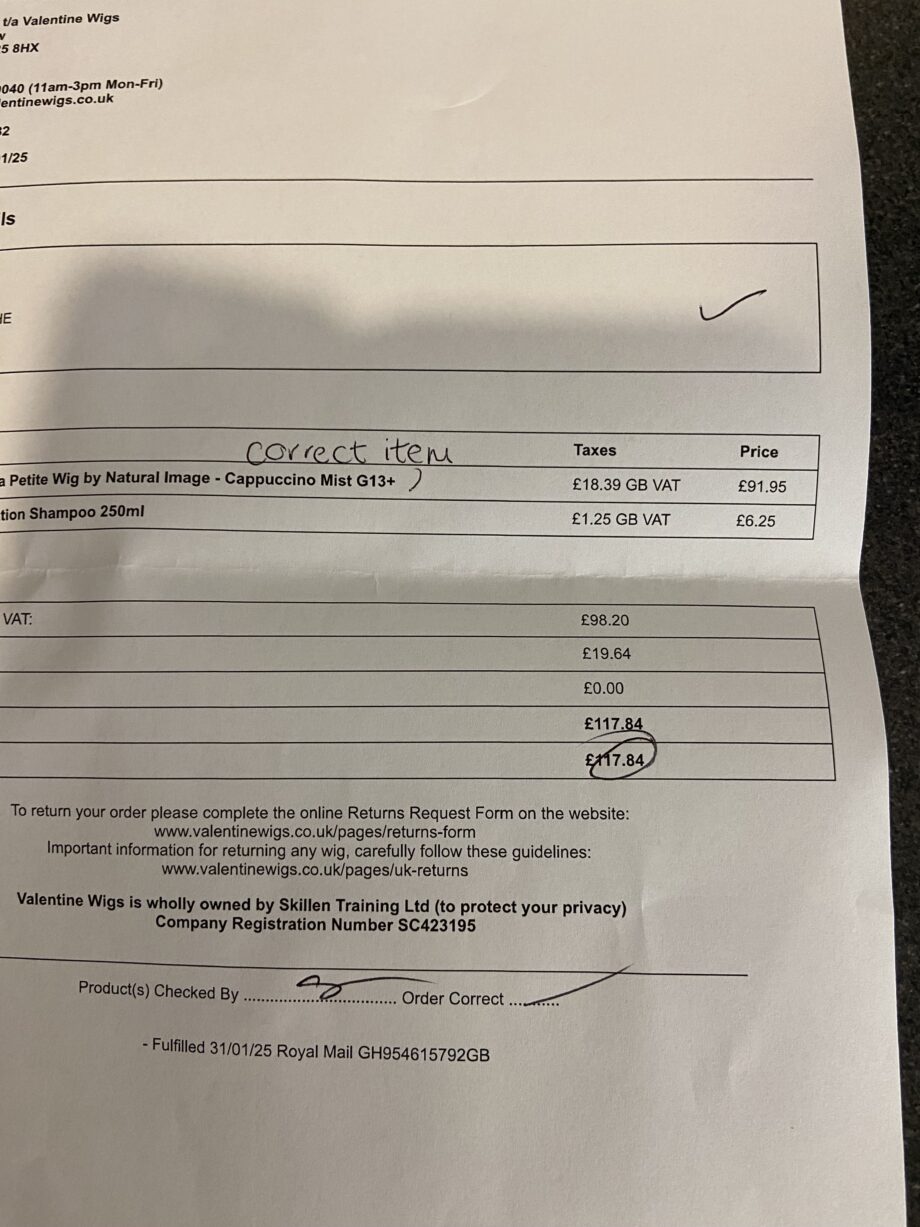 t/a Valentine Wigs
5 8HX
040 (11am-3pm Mon-Fri)
entinewigs.co.uk
32
1/25
ls
IE
correct item Taxes Price
a Petite Wig by Natural Image - Cappuccino Mist G13+ £18.39 GB VAT £91.95
tion Shampoo 250ml £1.25 GB VAT £6.25
VAT: £98.20
£19.64
£0.00
£117.84
£117.84
To return your order please complete the online Returns Request Form on the website:
www.valentinewigs.co.uk/pages/returns-form
Important information for returning any wig, carefully follow these guidelines:
www.valentinewigs.co.uk/pages/uk-returns
Valentine Wigs is wholly owned by Skillen Training Ltd (to protect your privacy)
Company Registration Number SC423195
Product(s) Checked By .................................. Order Correct ...........
- Fulfilled 31/01/25 Royal Mail GH954615792GB